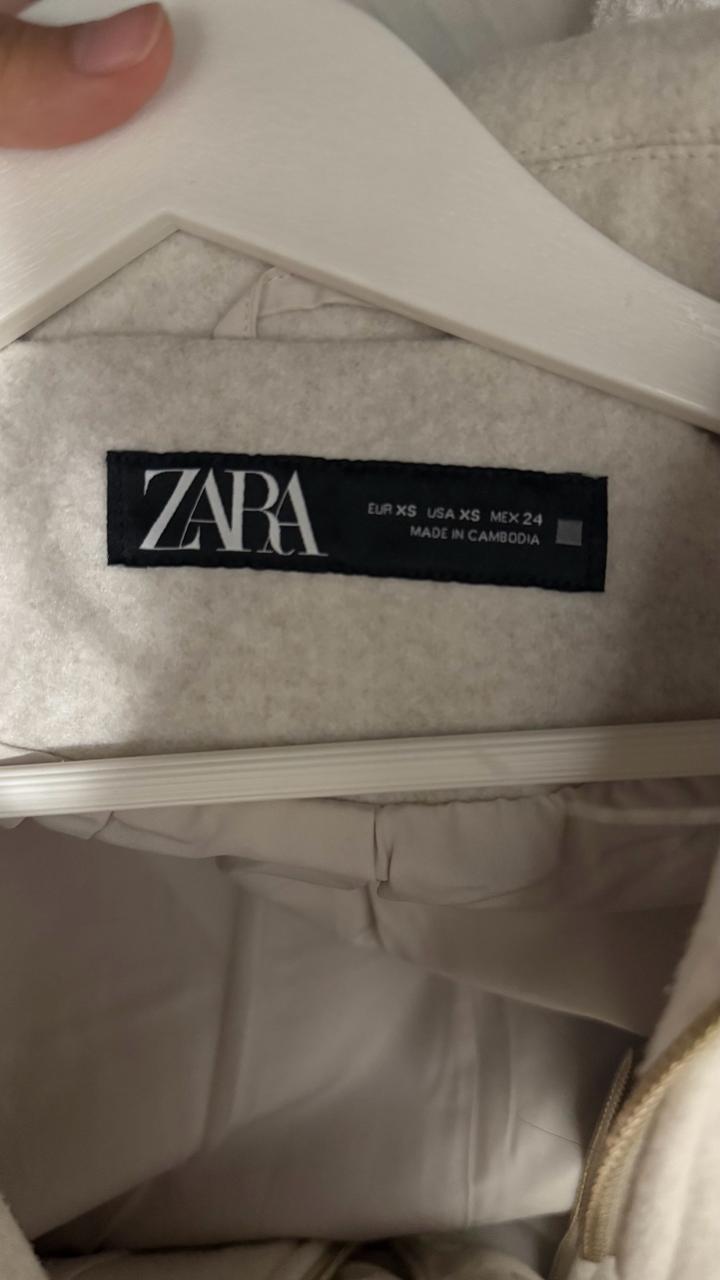 ZARA
EUR XS USA XS MEX 24
MADE IN CAMBODIA